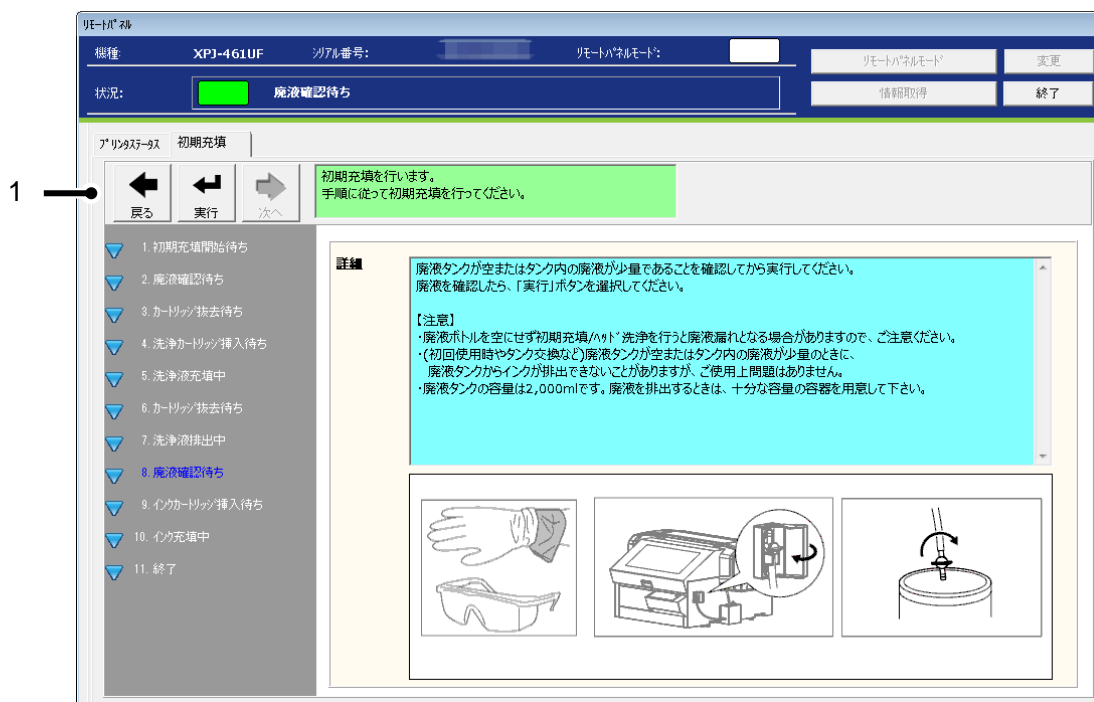 ﾘﾓｰﾄﾊﾟﾈﾙ
機種: XPJ-461UF ｼﾘｱﾙ番号: ﾘﾓｰﾄﾊﾟﾈﾙﾓｰﾄﾞ:
ﾘﾓｰﾄﾊﾟﾈﾙﾓｰﾄﾞ 変更
状況: 廃液確認待ち
情報取得 終了
ﾌﾟﾘﾝﾀｽﾃｰﾀｽ 初期充填
1
戻る 実行 次へ
初期充填を行います。
手順に従って初期充填を行ってください。
1. 初期充填開始待ち
2. 廃液確認待ち
3. ｶｰﾄﾘｯｼﾞ抜去待ち
4. 洗浄ｶｰﾄﾘｯｼﾞ挿入待ち
5. 洗浄液充填中
6. ｶｰﾄﾘｯｼﾞ抜去待ち
7. 洗浄液排出中
8. 廃液確認待ち
9. ｲﾝｸｶｰﾄﾘｯｼﾞ挿入待ち
10. ｲﾝｸ充填中
11. 終了
詳細
廃液タンクが空またはタンク内の廃液が少量であることを確認してから実行してください。
廃液を確認したら、「実行」ボタンを選択してください。
【注意】
・廃液ボトルを空にせず初期充填/ﾍｯﾄﾞ洗浄を行うと廃液漏れとなる場合がありますので、ご注意ください。
・(初回使用時やタンク交換など)廃液タンクが空またはタンク内の廃液が少量のときに、
廃液タンクからインクが排出できないことがありますが、ご使用上問題はありません。
・廃液タンクの容量は2,000mlです。廃液を排出するときは、十分な容量の容器を用意して下さい。